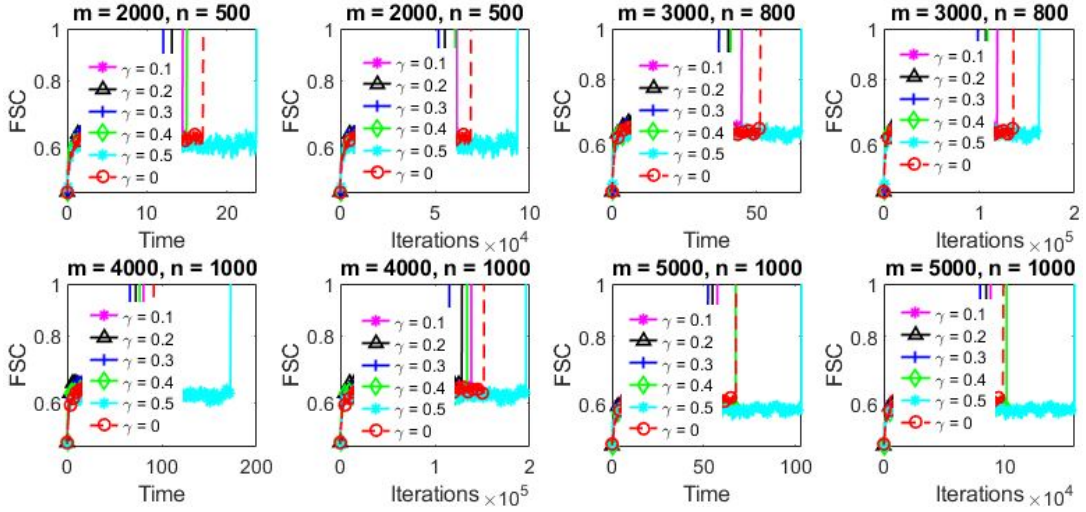 m = 2000, n = 500
FSC
1
0.8
0.6
γ = 0.1
γ = 0.2
γ = 0.3
γ = 0.4
γ = 0.5
γ = 0
0 10 20
Time
m = 2000, n = 500
FSC
1
0.8
0.6
γ = 0.1
γ = 0.2
γ = 0.3
γ = 0.4
γ = 0.5
γ = 0
0 5 10
Iterations ×10^4
m = 3000, n = 800
FSC
1
0.8
0.6
γ = 0.1
γ = 0.2
γ = 0.3
γ = 0.4
γ = 0.5
γ = 0
0 50
Time
m = 3000, n = 800
FSC
1
0.8
0.6
γ = 0.1
γ = 0.2
γ = 0.3
γ = 0.4
γ = 0.5
γ = 0
0 1 2
Iterations ×10^5
m = 4000, n = 1000
FSC
1
0.8
0.6
γ = 0.1
γ = 0.2
γ = 0.3
γ = 0.4
γ = 0.5
γ = 0
0 100 200
Time
m = 4000, n = 1000
FSC
1
0.8
0.6
γ = 0.1
γ = 0.2
γ = 0.3
γ = 0.4
γ = 0.5
γ = 0
0 1 2
Iterations ×10^5
m = 5000, n = 1000
FSC
1
0.8
0.6
γ = 0.1
γ = 0.2
γ = 0.3
γ = 0.4
γ = 0.5
γ = 0
0 50 100
Time
m = 5000, n = 1000
FSC
1
0.8
0.6
γ = 0.1
γ = 0.2
γ = 0.3
γ = 0.4
γ = 0.5
γ = 0
0 10
Iterations ×10^4